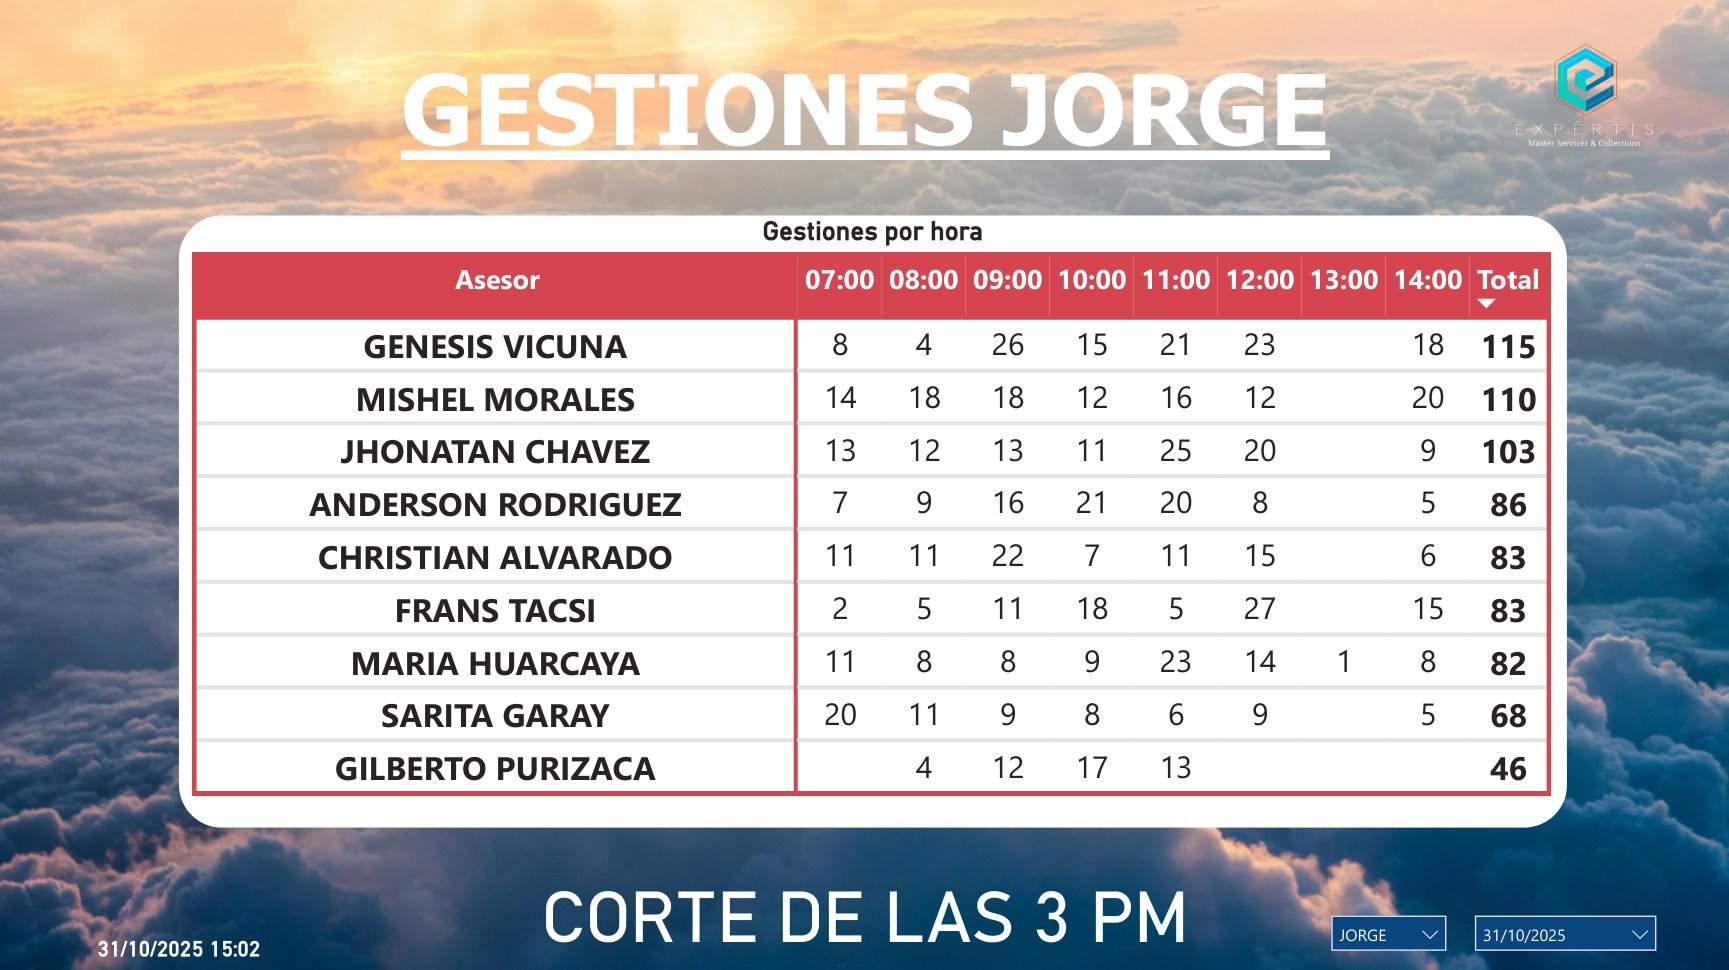 GESTIONES JORGE
EXPÉRTIS
Master Servicer & Collections
Gestiones por hora
Asesor 07:00 08:00 09:00 10:00 11:00 12:00 13:00 14:00 Total
GENESIS VICUNA 8 4 26 15 21 23 18 115
MISHEL MORALES 14 18 18 12 16 12 20 110
JHONATAN CHAVEZ 13 12 13 11 25 20 9 103
ANDERSON RODRIGUEZ 7 9 16 21 20 8 5 86
CHRISTIAN ALVARADO 11 11 22 7 11 15 6 83
FRANS TACSI 2 5 11 18 5 27 15 83
MARIA HUARCAYA 11 8 8 9 23 14 1 8 82
SARITA GARAY 20 11 9 8 6 9 5 68
GILBERTO PURIZACA 4 12 17 13 46
CORTE DE LAS 3 PM
31/10/2025 15:02
JORGE
31/10/2025